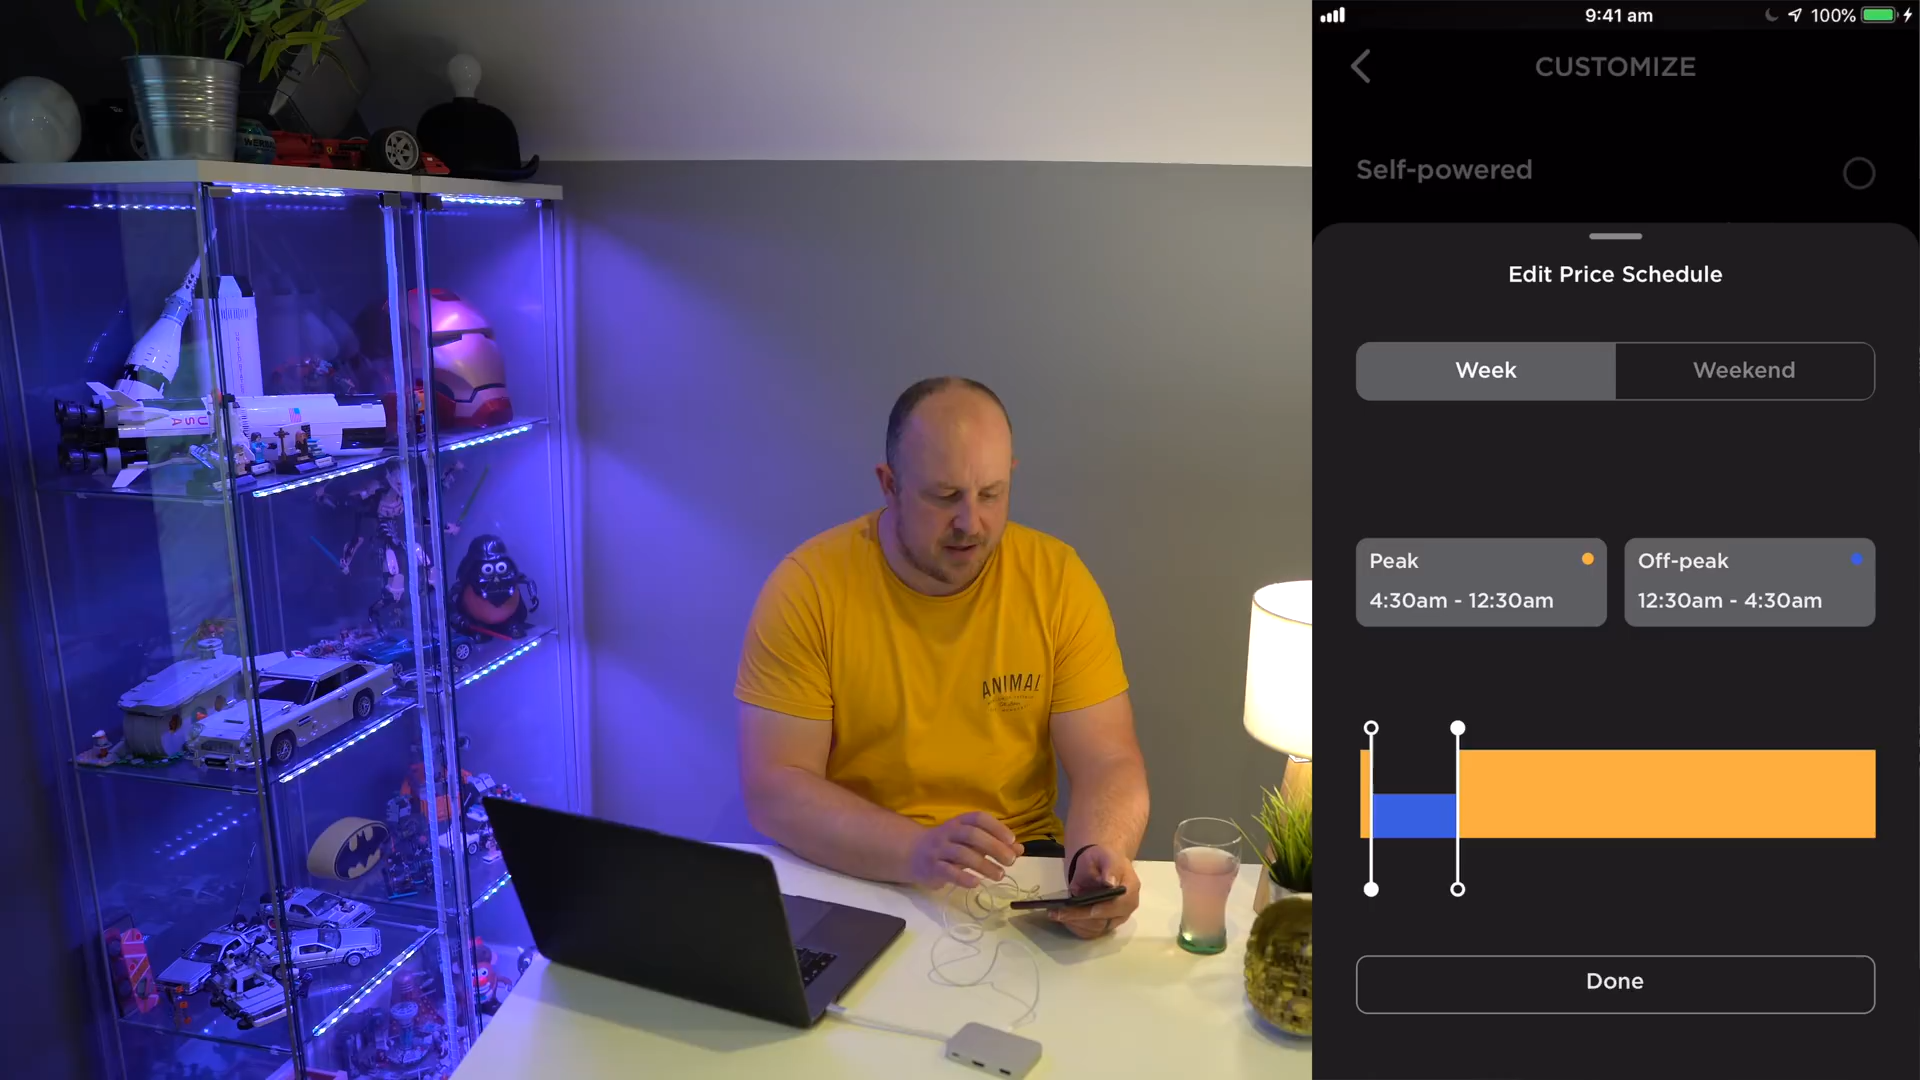 9:41 am
100%
CUSTOMIZE
Self-powered
Edit Price Schedule
Week
Weekend
Peak
4:30am - 12:30am
Off-peak
12:30am - 4:30am
Done
ANIMAL
USA